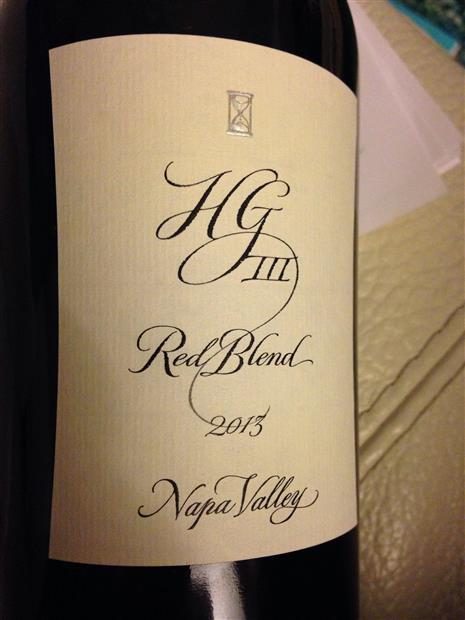 HG
III
Red Blend
2013
Napa Valley